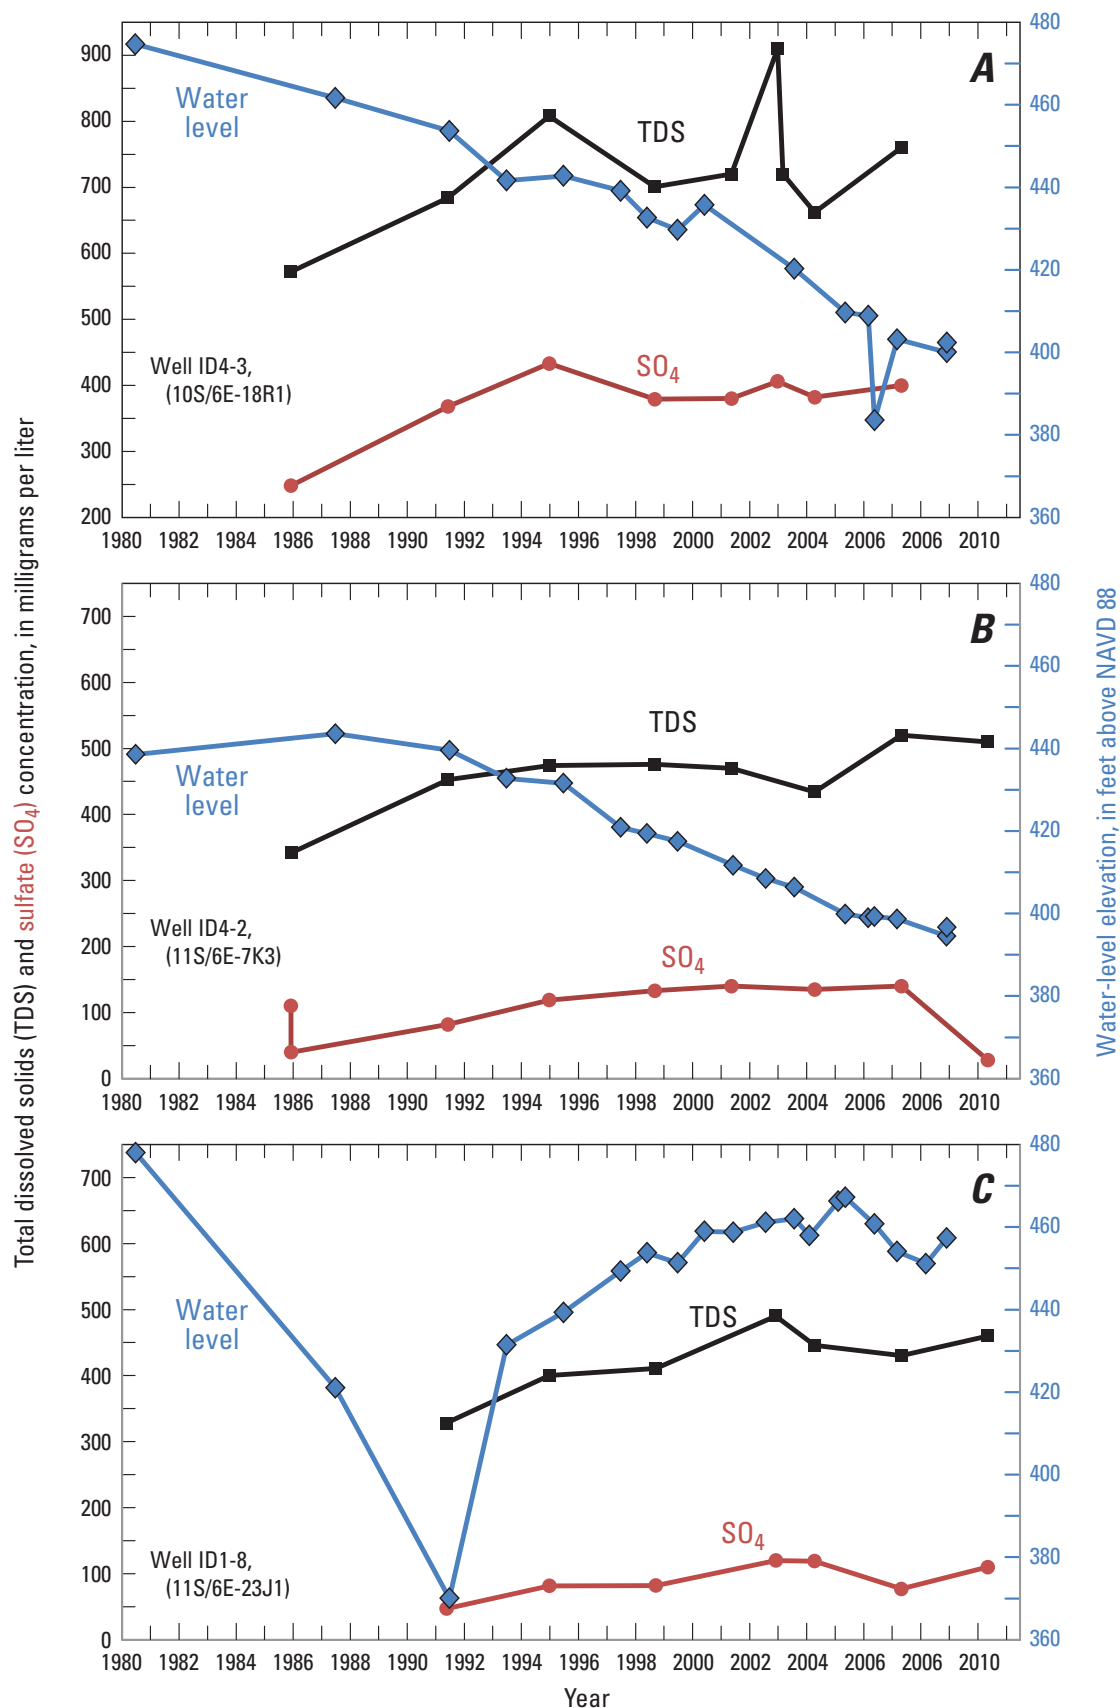 Total dissolved solids (TDS) and sulfate (SO4) concentration, in milligrams per liter
900
800
700
600
500
400
300
200
A
Water
level
TDS
SO4
Well ID4-3,
(10S/6E-18R1)
480
460
440
420
400
380
360
1980 1982 1984 1986 1988 1990 1992 1994 1996 1998 2000 2002 2004 2006 2008 2010
700
600
500
400
300
200
100
0
B
TDS
Water
level
Well ID4-2,
(11S/6E-7K3)
SO4
480
460
440
420
400
380
360
1980 1982 1984 1986 1988 1990 1992 1994 1996 1998 2000 2002 2004 2006 2008 2010
Water-level elevation, in feet above NAVD 88
700
600
500
400
300
200
100
0
C
Water
level
TDS
SO4
Well ID1-8,
(11S/6E-23J1)
480
460
440
420
400
380
360
1980 1982 1984 1986 1988 1990 1992 1994 1996 1998 2000 2002 2004 2006 2008 2010
Year